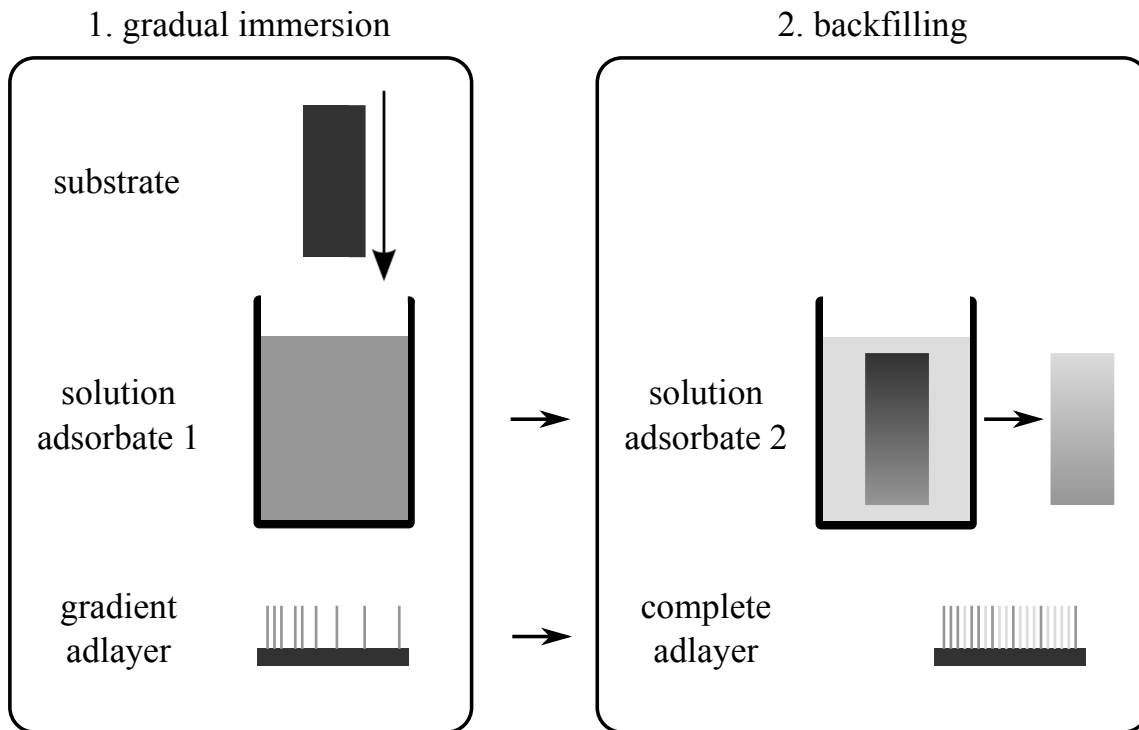 1. gradual immersion
substrate
solution
adsorbate 1
gradient
adlayer
2. backfilling
solution
adsorbate 2
complete
adlayer